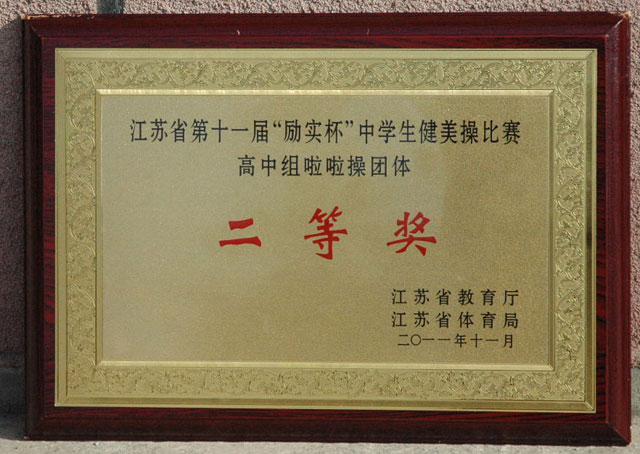 江苏省第十一届“励实杯”中学生健美操比赛
高中组啦啦操团体
二等奖
江苏省教育厅
江苏省体育局
二〇一一年十一月